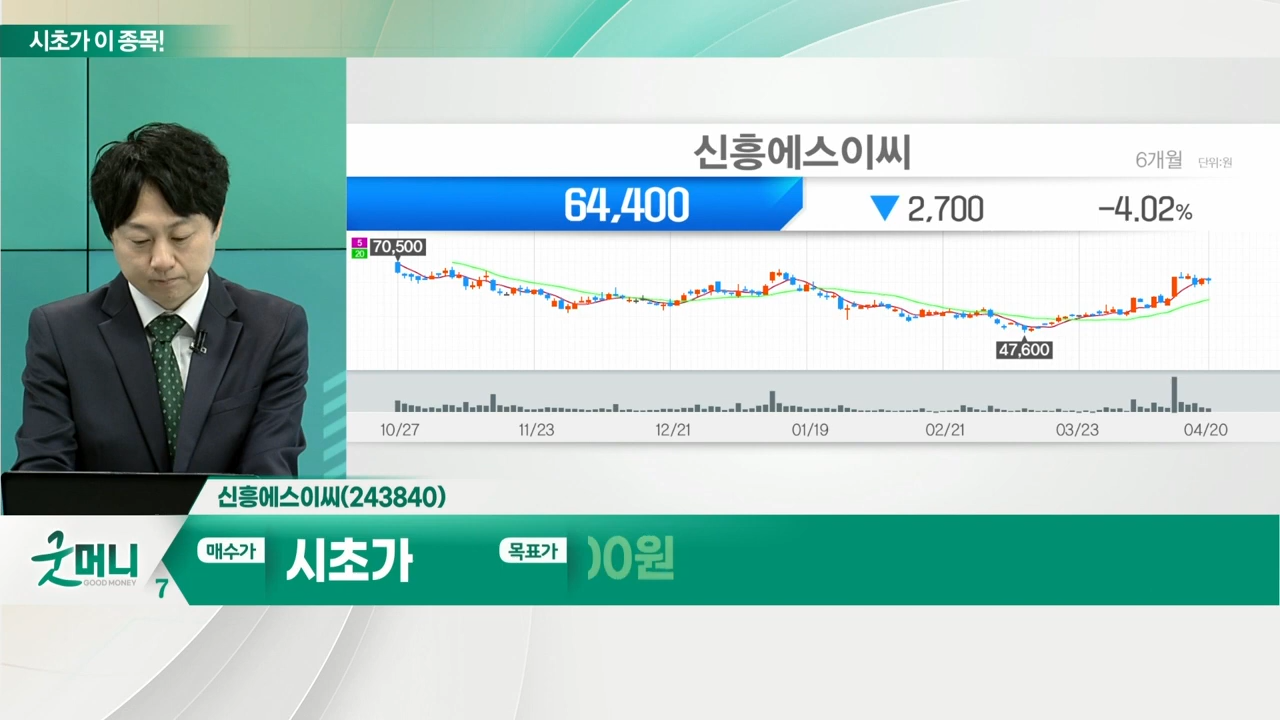 시초가 이 종목!
신흥에스이씨
6개월 단위:원
64,400 ▼ 2,700 -4.02%
5
20
70,500
47,600
10/27 11/23 12/21 01/19 02/21 03/23 04/20
신흥에스이씨(243840)
굿머니
GOOD MONEY
7
매수가 시초가 목표가 00원